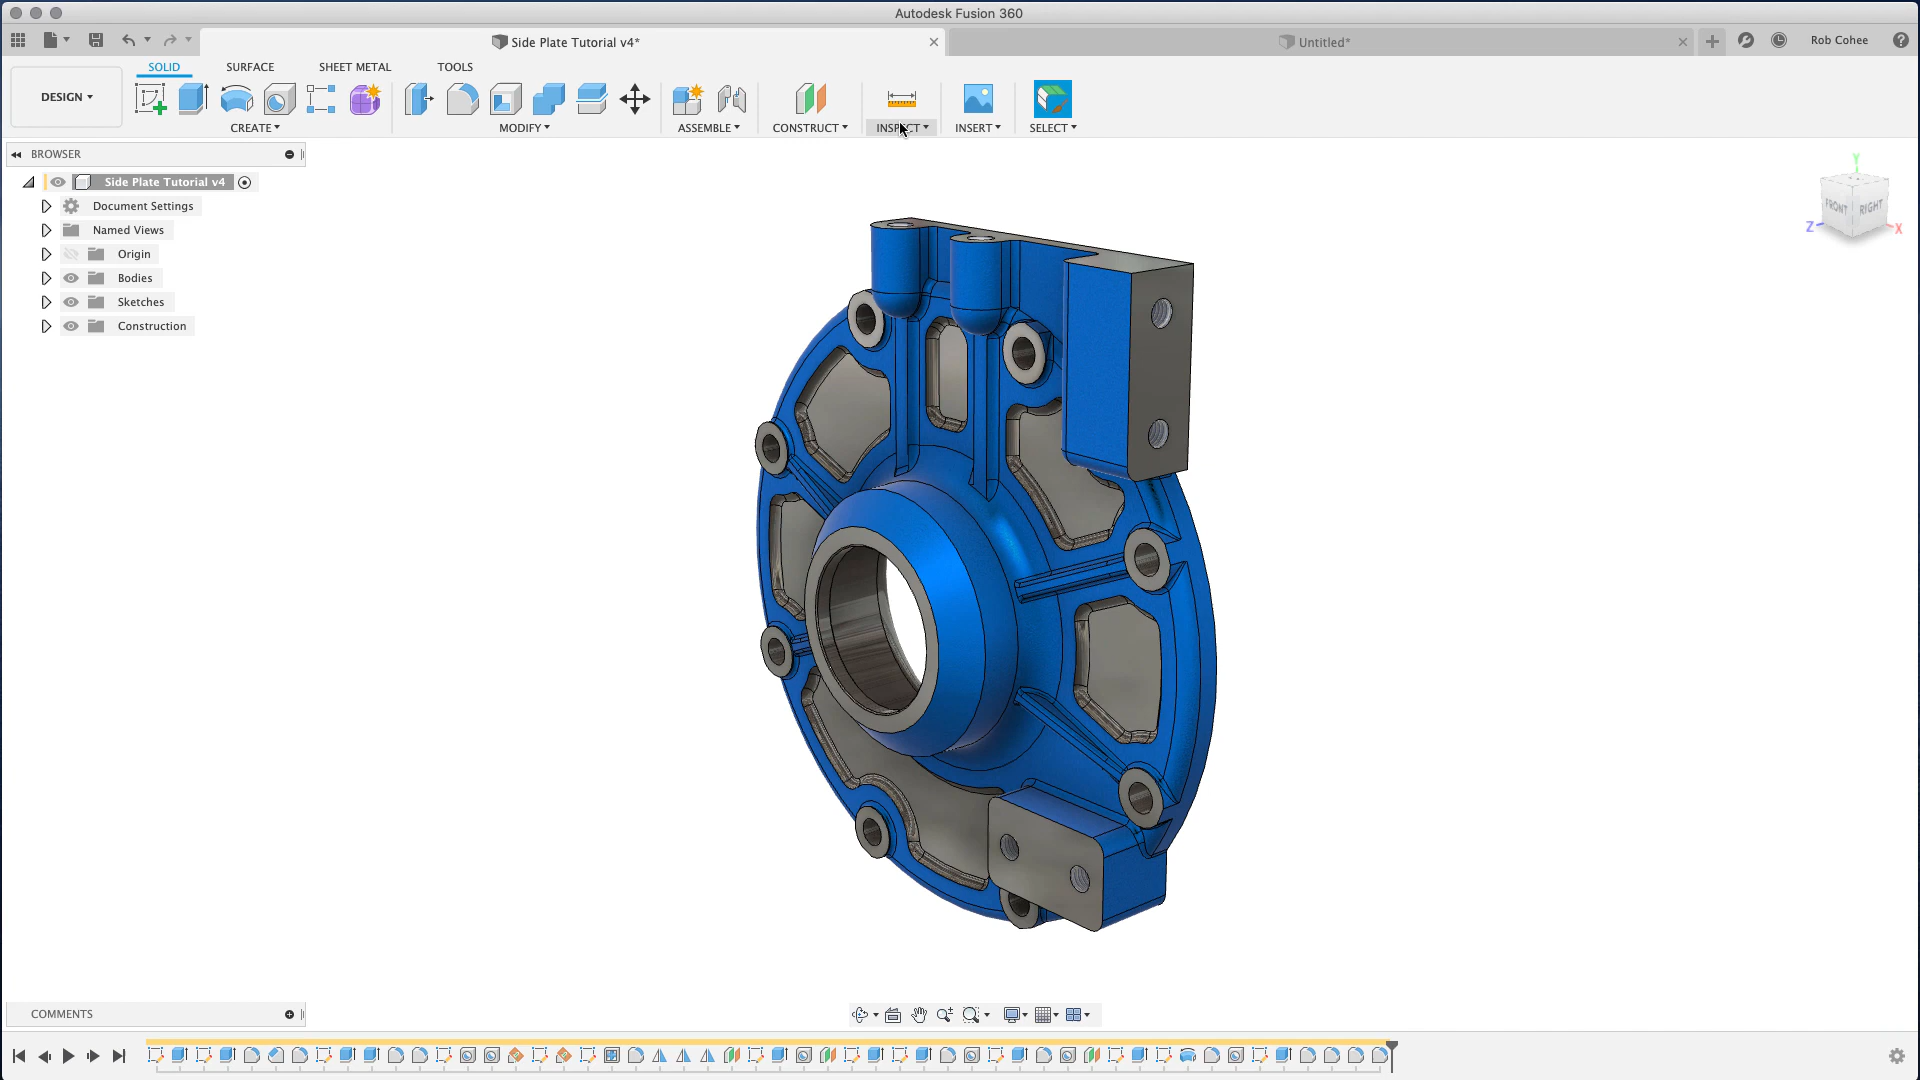 Autodesk Fusion 360
Side Plate Tutorial v4*
Untitled*
Rob Cohee
DESIGN
SOLID
SURFACE
SHEET METAL
TOOLS
CREATE
MODIFY
ASSEMBLE
CONSTRUCT
INSPECT
INSERT
SELECT
BROWSER
Side Plate Tutorial v4
Document Settings
Named Views
Origin
Bodies
Sketches
Construction
Y
FRONT
RIGHT
Z
X
COMMENTS